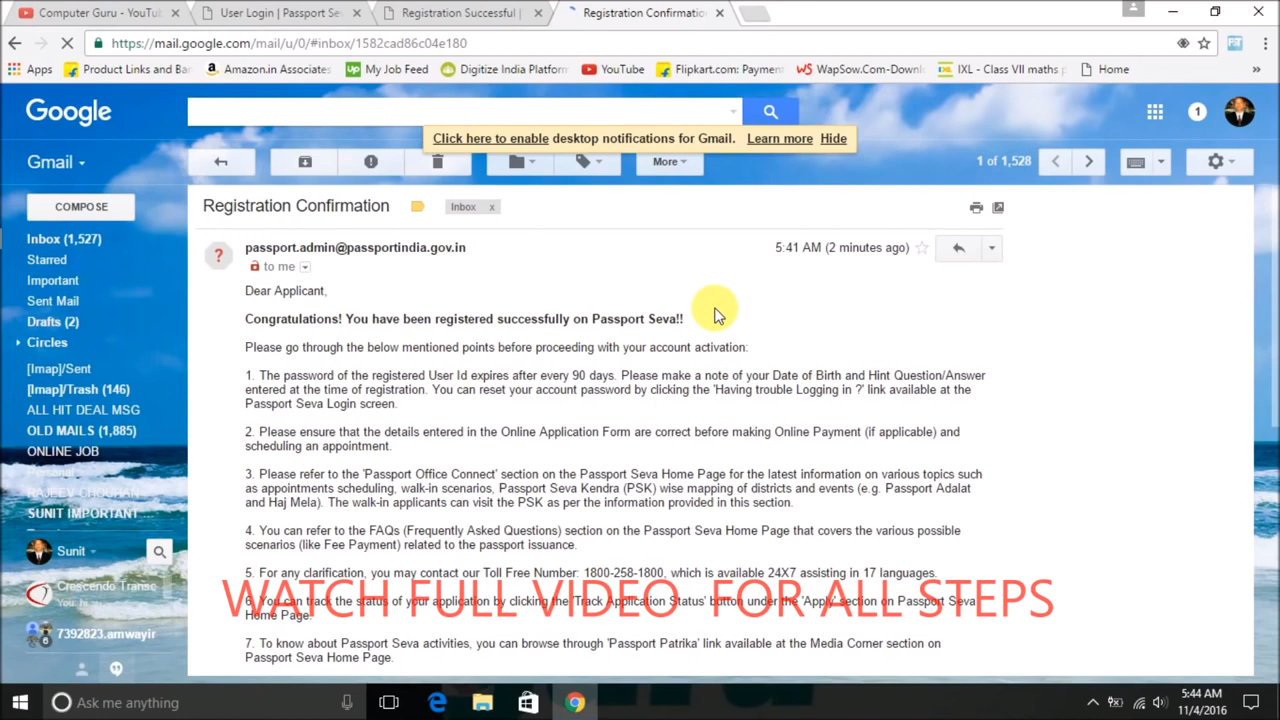 Computer Guru - YouTub
User Login | Passport Se
Registration Successful |
Registration Confirmatio
https://mail.google.com/mail/u/0/#inbox/1582cad86c04e180
Apps
Product Links and Ban
Amazon.in Associates
My Job Feed
Digitize India Platform
YouTube
Flipkart.com: Payment
WapSow.Com-Downl
IXL - Class VII maths p
Home
Google
Click here to enable desktop notifications for Gmail. Learn more Hide
1
Gmail
More
1 of 1,528
COMPOSE
Registration Confirmation
Inbox x
Inbox (1,527)
Starred
Important
Sent Mail
Drafts (2)
Circles
[Imap]/Sent
[Imap]/Trash (146)
ALL HIT DEAL MSG
OLD MAILS (1,885)
ONLINE JOB
Personal
RAJEEV CHOUHAN
SUNIT IMPORTANT
Sunit
Crescendo Transc
You: hi
7392823.amwayir
passport.admin@passportindia.gov.in
5:41 AM (2 minutes ago)
to me
Dear Applicant,
Congratulations! You have been registered successfully on Passport Seva!!
Please go through the below mentioned points before proceeding with your account activation:
1. The password of the registered User Id expires after every 90 days. Please make a note of your Date of Birth and Hint Question/Answer
entered at the time of registration. You can reset your account password by clicking the 'Having trouble Logging in ?' link available at the
Passport Seva Login screen.
2. Please ensure that the details entered in the Online Application Form are correct before making Online Payment (if applicable) and
scheduling an appointment.
3. Please refer to the 'Passport Office Connect' section on the Passport Seva Home Page for the latest information on various topics such
as appointments scheduling, walk-in scenarios, Passport Seva Kendra (PSK) wise mapping of districts and events (e.g. Passport Adalat
and Haj Mela). The walk-in applicants can visit the PSK as per the information provided in this section.
4. You can refer to the FAQs (Frequently Asked Questions) section on the Passport Seva Home Page that covers the various possible
scenarios (like Fee Payment) related to the passport issuance.
5. For any clarification, you may contact our Toll Free Number: 1800-258-1800, which is available 24X7 assisting in 17 languages.
WATCH FULL VIDEO FOR ALL STEPS
6. You can track the status of your application by clicking the 'Track Application Status' button under the 'Apply' section on Passport Seva
Home Page.
7. To know about Passport Seva activities, you can browse through 'Passport Patrika' link available at the Media Corner section on
Passport Seva Home Page.
Ask me anything
5:44 AM
11/4/2016